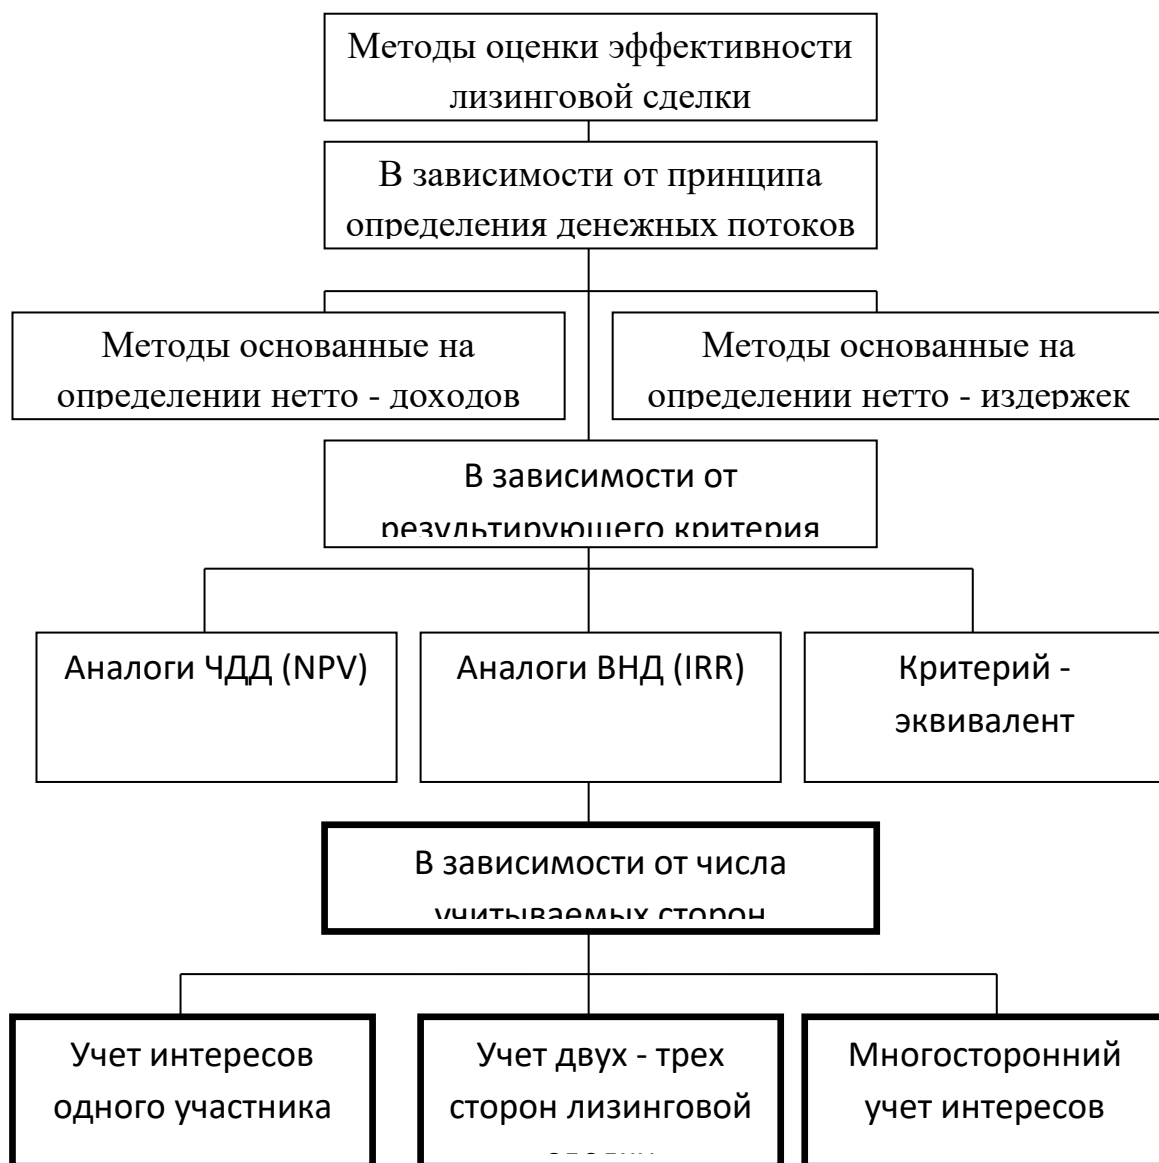 Методы оценки эффективности
лизинговой сделки
В зависимости от принципа
определения денежных потоков
Методы основанные на
определении нетто - доходов
Методы основанные на
определении нетто - издержек
В зависимости от
результирующего критерия
Аналоги ЧДД (NPV)
Аналоги ВНД (IRR)
Критерий -
эквивалент
В зависимости от числа
учитываемых сторон
Учет интересов
одного участника
Учет двух - трех
сторон лизинговой
сделки
Многосторонний
учет интересов